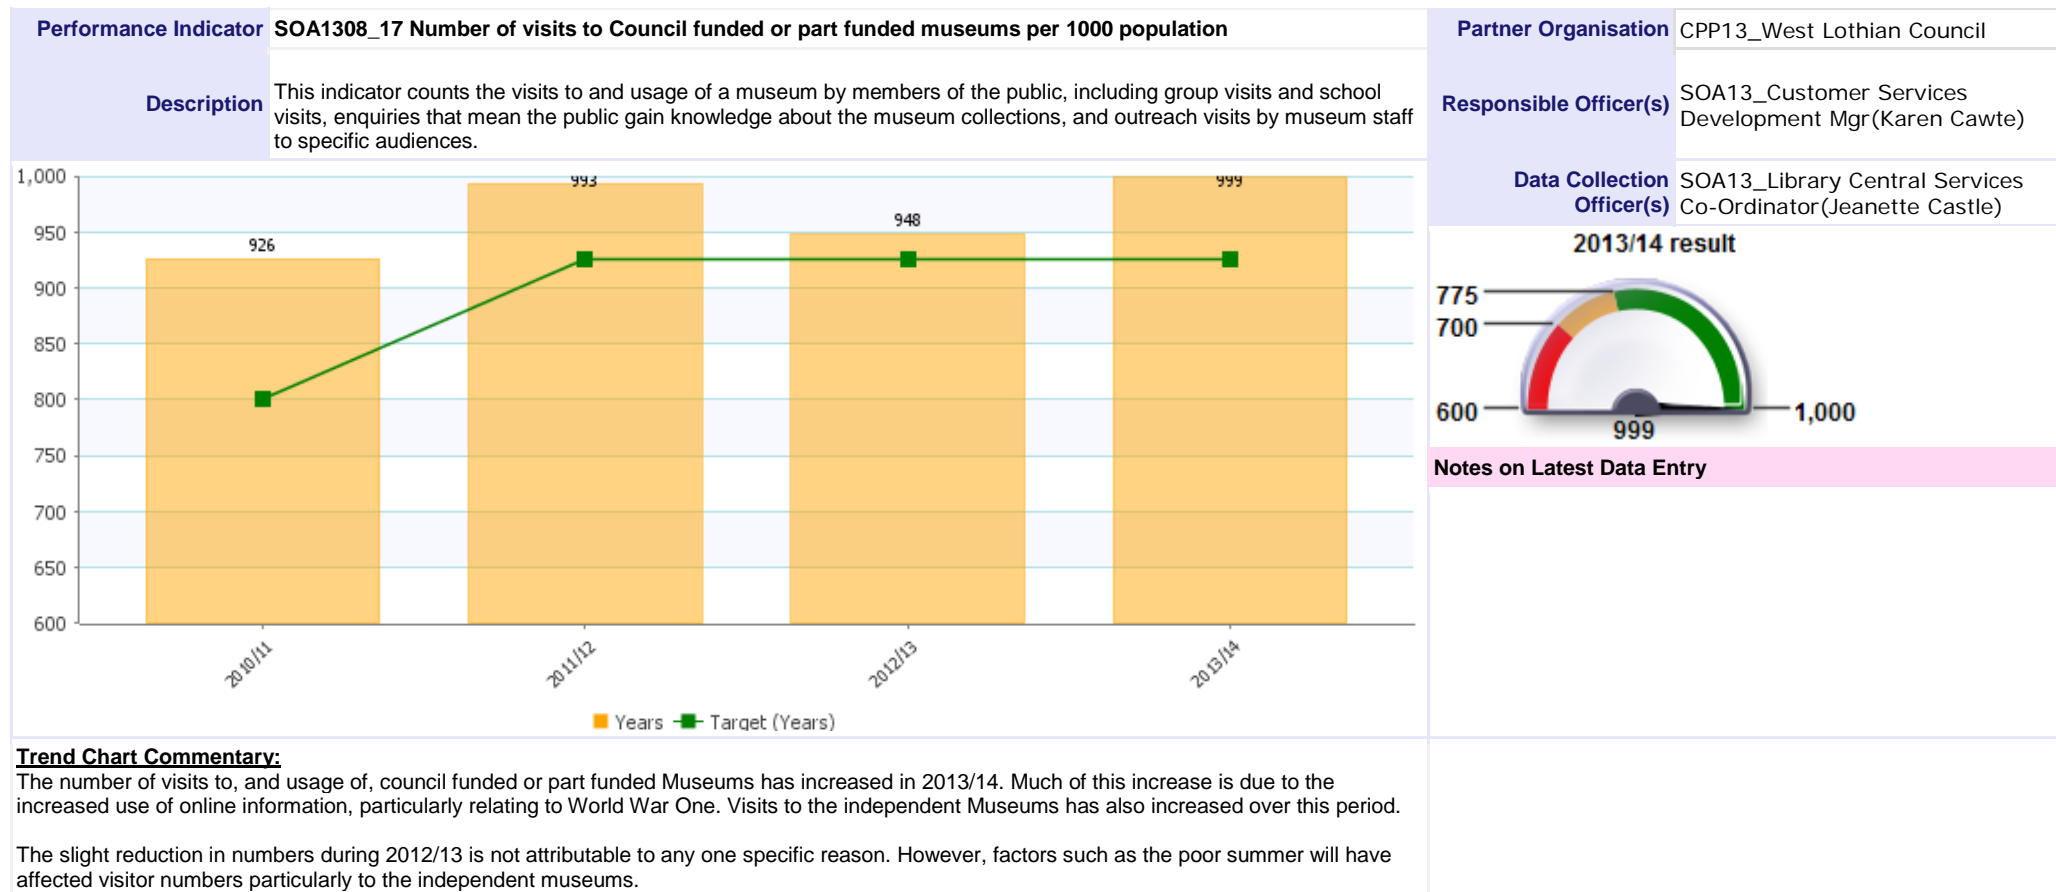 Performance Indicator SOA1308_17 Number of visits to Council funded or part funded museums per 1000 population
Partner Organisation CPP13_West Lothian Council
Description This indicator counts the visits to and usage of a museum by members of the public, including group visits and school
visits, enquiries that mean the public gain knowledge about the museum collections, and outreach visits by museum staff
to specific audiences.
Responsible Officer(s) SOA13_Customer Services
Development Mgr(Karen Cawte)
Data Collection
Officer(s)
SOA13_Library Central Services
Co-Ordinator(Jeanette Castle)
1,000
950
900
850
800
750
700
650
600
926
993
948
999
2010/11
2011/12
2012/13
2013/14
Years Target (Years)
2013/14 result
775
700
600
1,000
999
Notes on Latest Data Entry
Trend Chart Commentary:
The number of visits to, and usage of, council funded or part funded Museums has increased in 2013/14. Much of this increase is due to the
increased use of online information, particularly relating to World War One. Visits to the independent Museums has also increased over this period.
The slight reduction in numbers during 2012/13 is not attributable to any one specific reason. However, factors such as the poor summer will have
affected visitor numbers particularly to the independent museums.